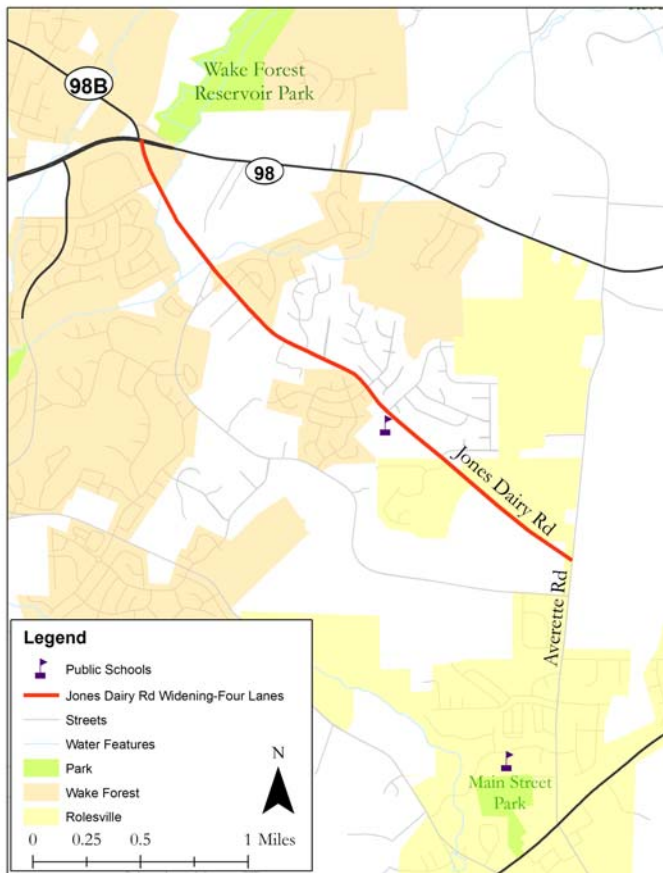 98B
Wake Forest
Reservoir Park
98
Jones Dairy Rd
Averette Rd
Main Street
Park
Legend
Public Schools
Jones Dairy Rd Widening-Four Lanes
Streets
Water Features
Park
Wake Forest
Rolesville
N
0 0.25 0.5 1 Miles